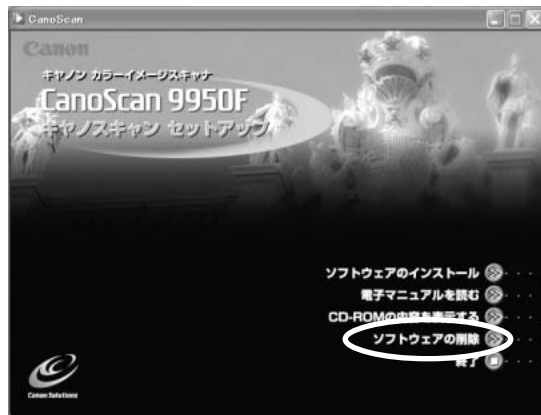 CanoScan
Canon
キヤノン カラーイメージスキャナ
CanoScan 9950F
キヤノスキャン セットアップ
ソフトウェアのインストール
電子マニュアルを読む
CD-ROMの内容を表示する
ソフトウェアの削除
終了
Canon Solutions